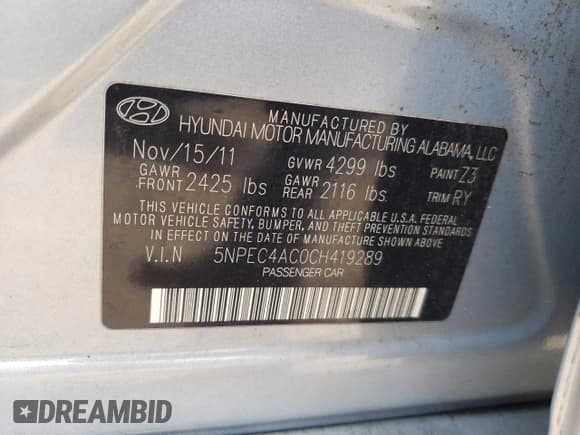 MANUFACTURED BY
HYUNDAI MOTOR MANUFACTURING ALABAMA, LLC
Nov/15/11 GVWR 4299 lbs PAINT Z3
GAWR FRONT 2425 lbs GAWR REAR 2116 lbs TRIM RY
THIS VEHICLE CONFORMS TO ALL APPLICABLE U.S.A. FEDERAL
MOTOR VEHICLE SAFETY, BUMPER, AND THEFT PREVENTION STANDARDS
IN EFFECT ON THE DATE OF MANUFACTURE SHOWN ABOVE.
V.I.N 5NPEC4AC0CH419289
PASSENGER CAR
DREAMBID